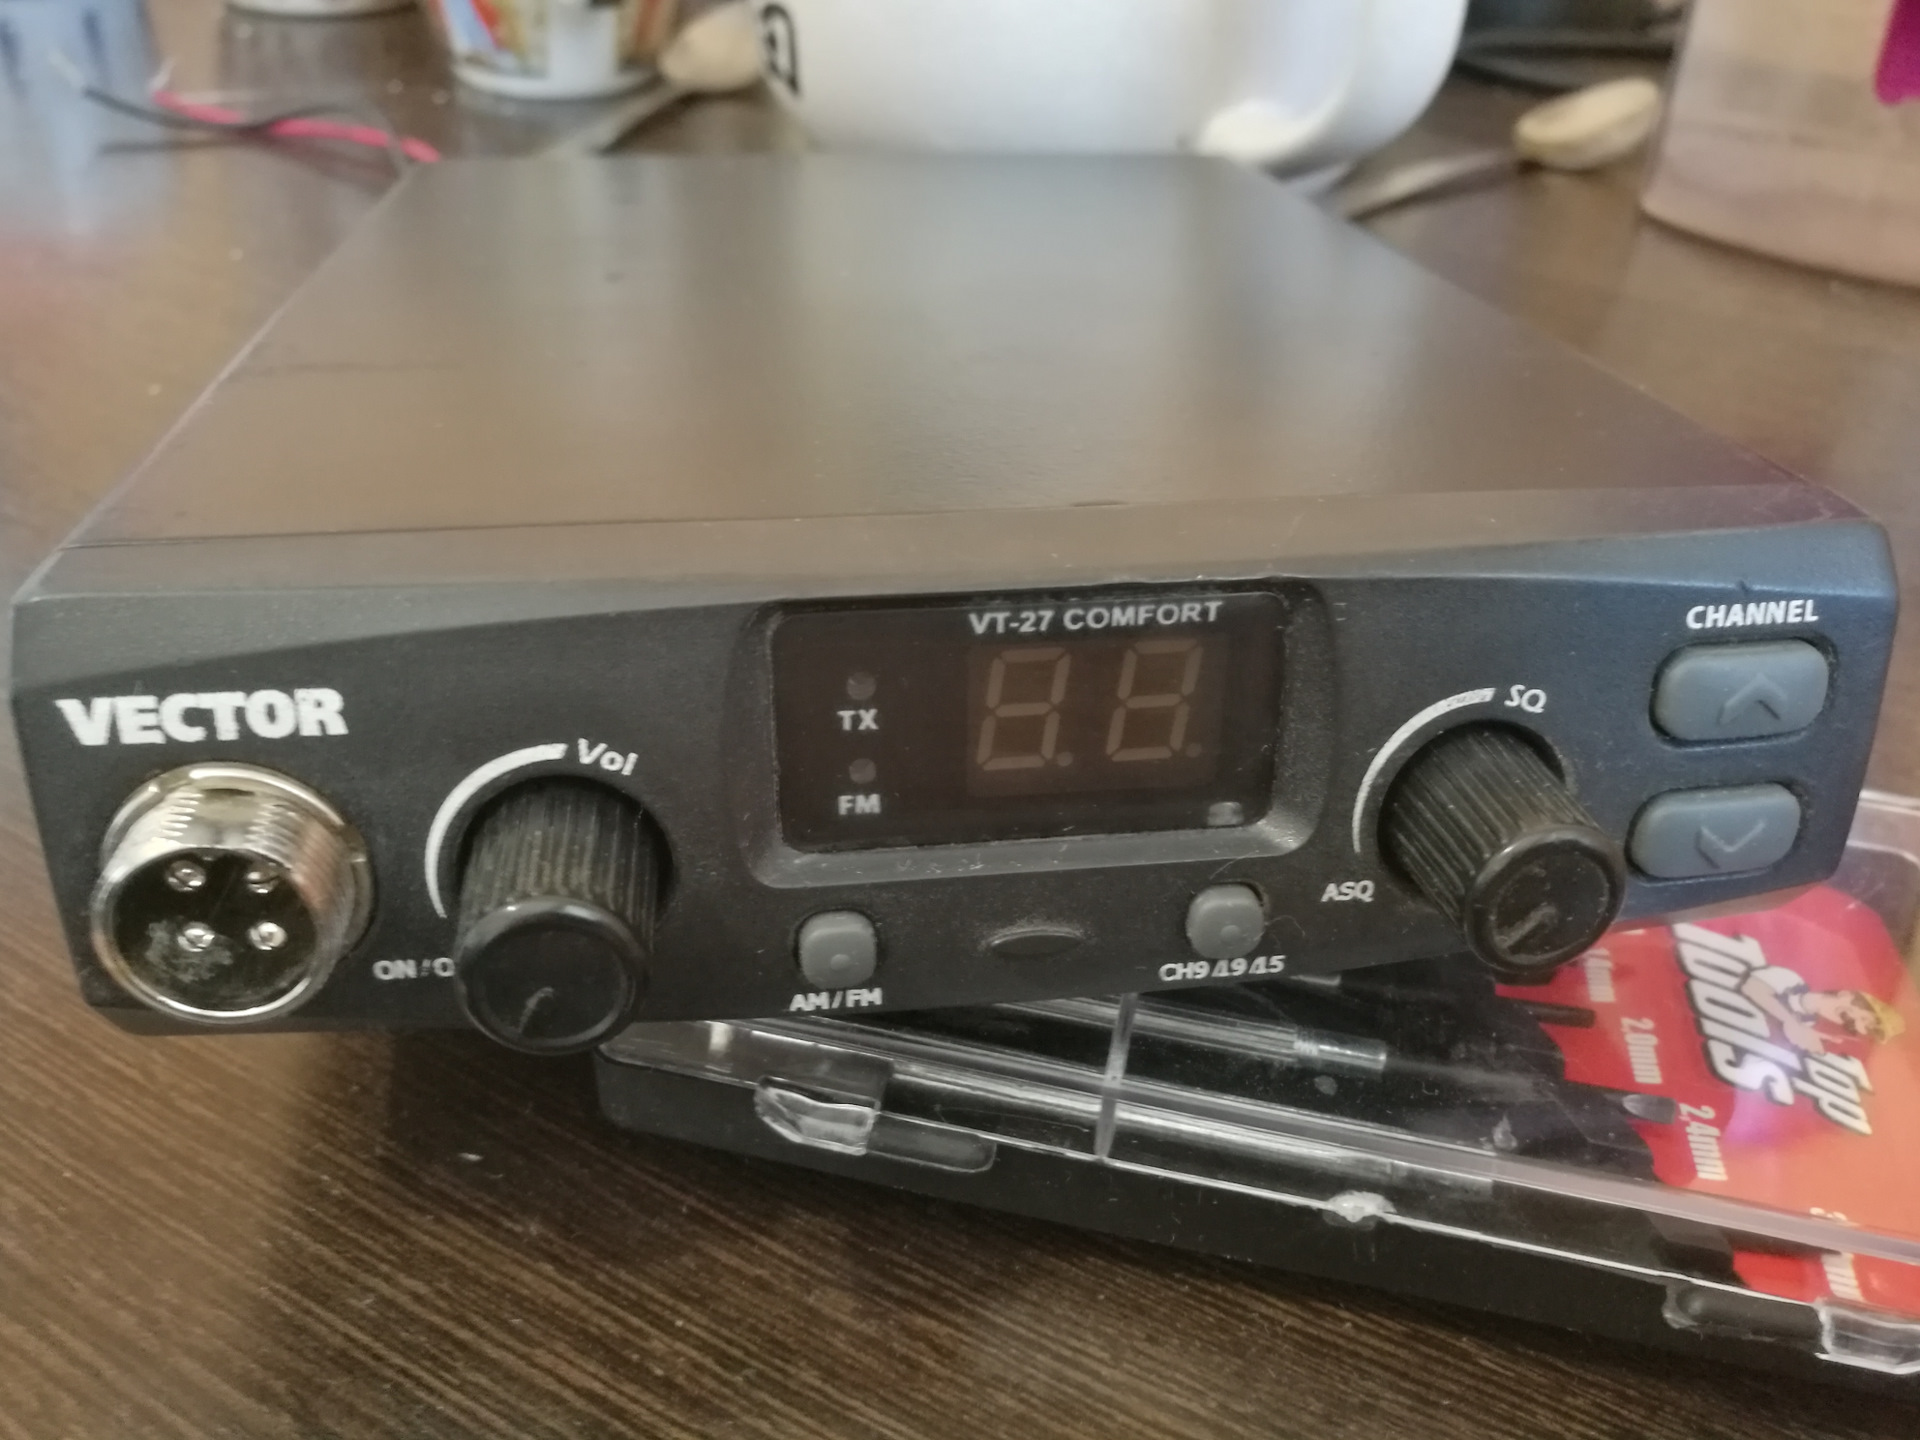 VT-27 COMFORT
CHANNEL
VECTOR
Vol
TX
SQ
FM
ASQ
ON/O
AM/FM
CH9/19/15
Top
Tools
2.0mm
2.4mm